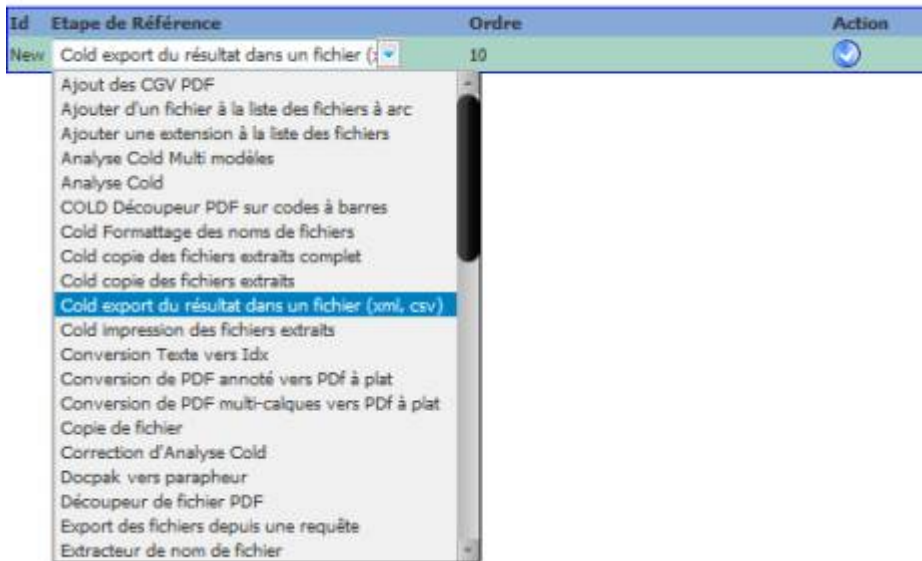 Id Etape de Référence Ordre Action
New Cold export du résultat dans un fichier (x 10
Ajout des CGV PDF
Ajouter d'un fichier à la liste des fichiers à arc
Ajouter une extension à la liste des fichiers
Analyse Cold Multi modèles
Analyse Cold
COLD Découpeur PDF sur codes à barres
Cold Formattage des noms de fichiers
Cold copie des fichiers extraits complet
Cold copie des fichiers extraits
Cold export du résultat dans un fichier (xml, csv)
Cold impression des fichiers extraits
Conversion Texte vers Idx
Conversion de PDF annoté vers PDf à plat
Conversion de PDF multi-calques vers PDf à plat
Copie de fichier
Correction d'Analyse Cold
Docpak vers parapheur
Découpeur de fichier PDF
Export des fichiers depuis une requête
Extracteur de nom de fichier